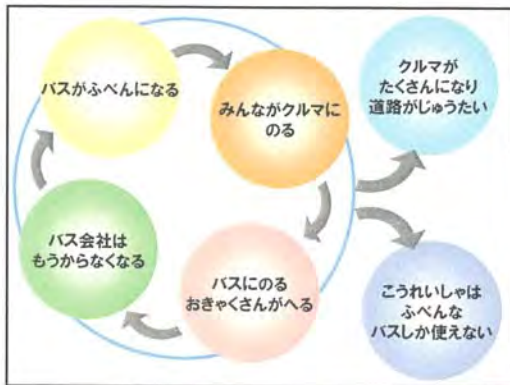 バスがふべんになる
みんながクルマに
のる
バスにのる
おきゃくさんがへる
バス会社は
もうからなくなる
クルマが
たくさんになり
道路がじゅうたい
こうれいしゃは
ふべんな
バスしか使えない